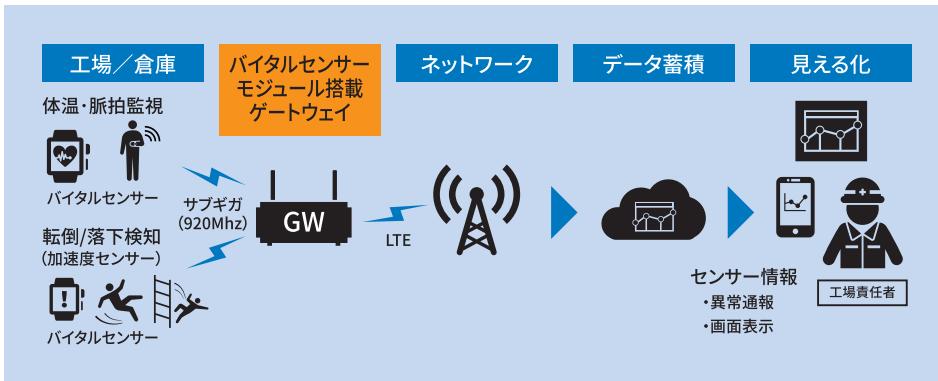 工場／倉庫
バイタルセンサー
モジュール搭載
ゲートウェイ
ネットワーク
データ蓄積
見える化
体温・脈拍監視
バイタルセンサー
サブギガ
（920Mhz）
GW
LTE
転倒/落下検知
（加速度センサー）
!
バイタルセンサー
センサー情報
・異常通報
・画面表示
工場責任者